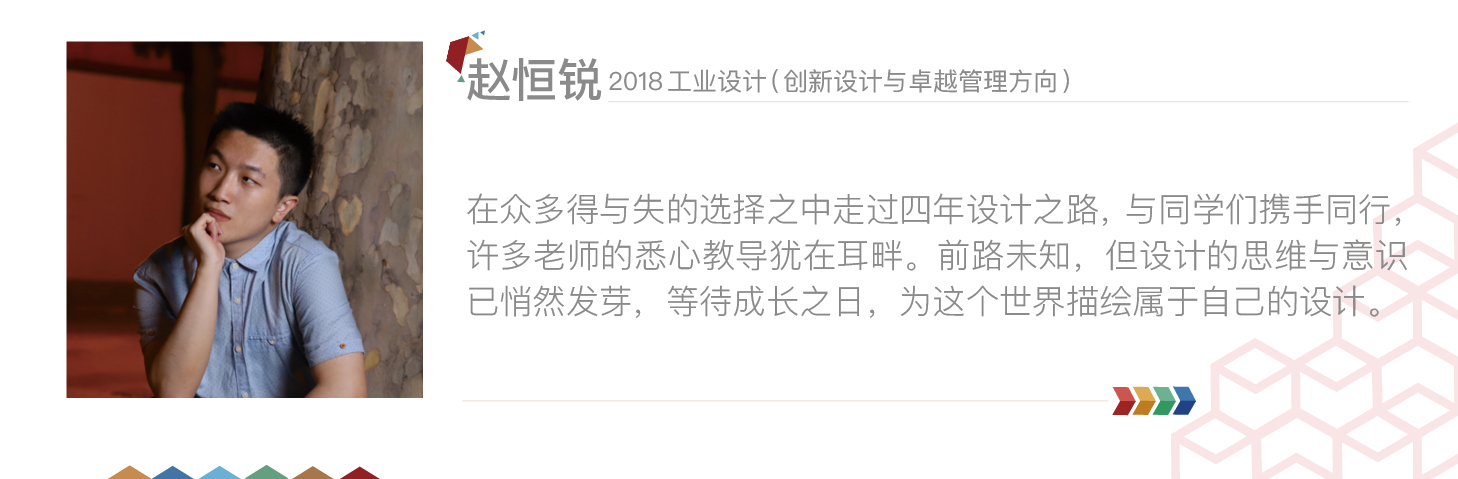 赵恒锐 2018 工业设计（创新设计与卓越管理方向）
在众多得与失的选择之中走过四年设计之路，与同学们携手同行，
许多老师的悉心教导犹在耳畔。前路未知，但设计的思维与意识
已悄然发芽，等待成长之日，为这个世界描绘属于自己的设计。